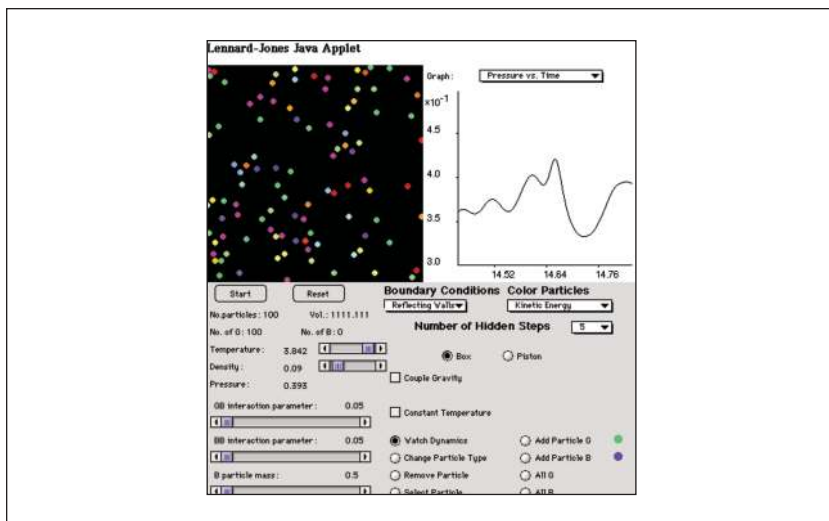 Lennard-Jones Java Applet
Graph: Pressure vs. Time
×10⁻¹
4.5
4.0
3.5
3.0
14.52 14.64 14.76
Start Reset
Boundary Conditions Color Particles
Reflecting Walls Kinetic Energy
No.particles: 100 Vol.: 1111.111
Number of Hidden Steps 5
No. of G: 100 No. of B: 0
Temperature: 3.842
Box Piston
Density: 0.09
Couple Gravity
Pressure: 0.393
GB interaction parameter: 0.05
Constant Temperature
BB interaction parameter: 0.05
Watch Dynamics Add Particle G
Change Particle Type Add Particle B
B particle mass: 0.5
Remove Particle All G
Select Particle All B